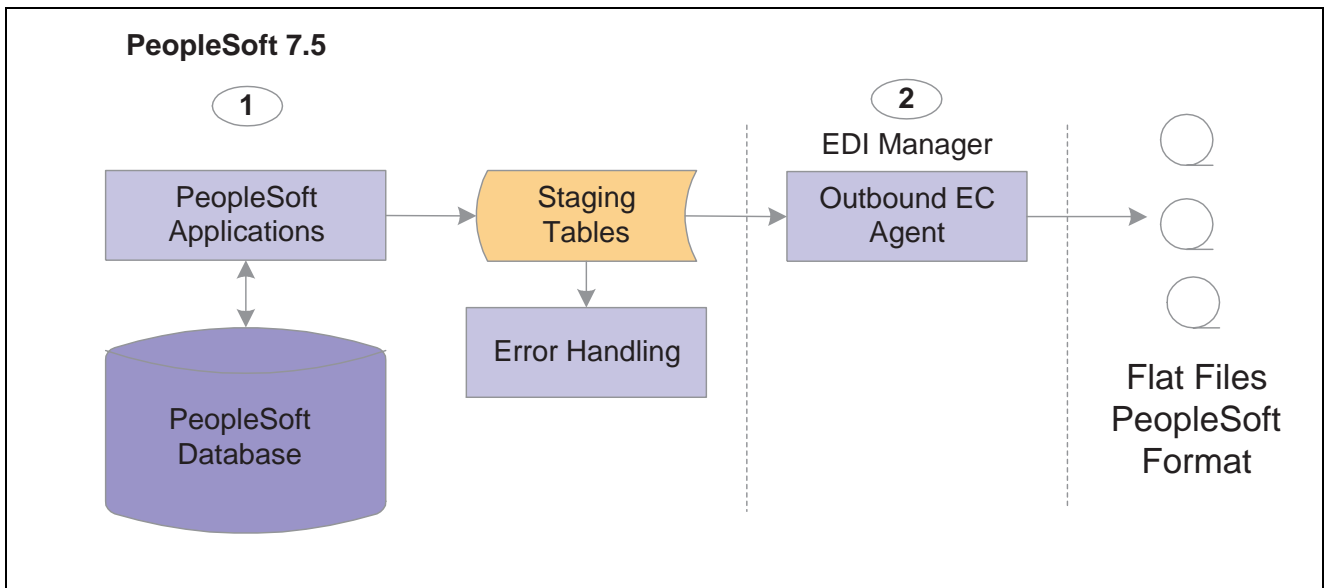 PeopleSoft 7.5
1
2
EDI Manager
PeopleSoft
Applications
Staging
Tables
Outbound EC
Agent
Error Handling
PeopleSoft
Database
Flat Files
PeopleSoft
Format